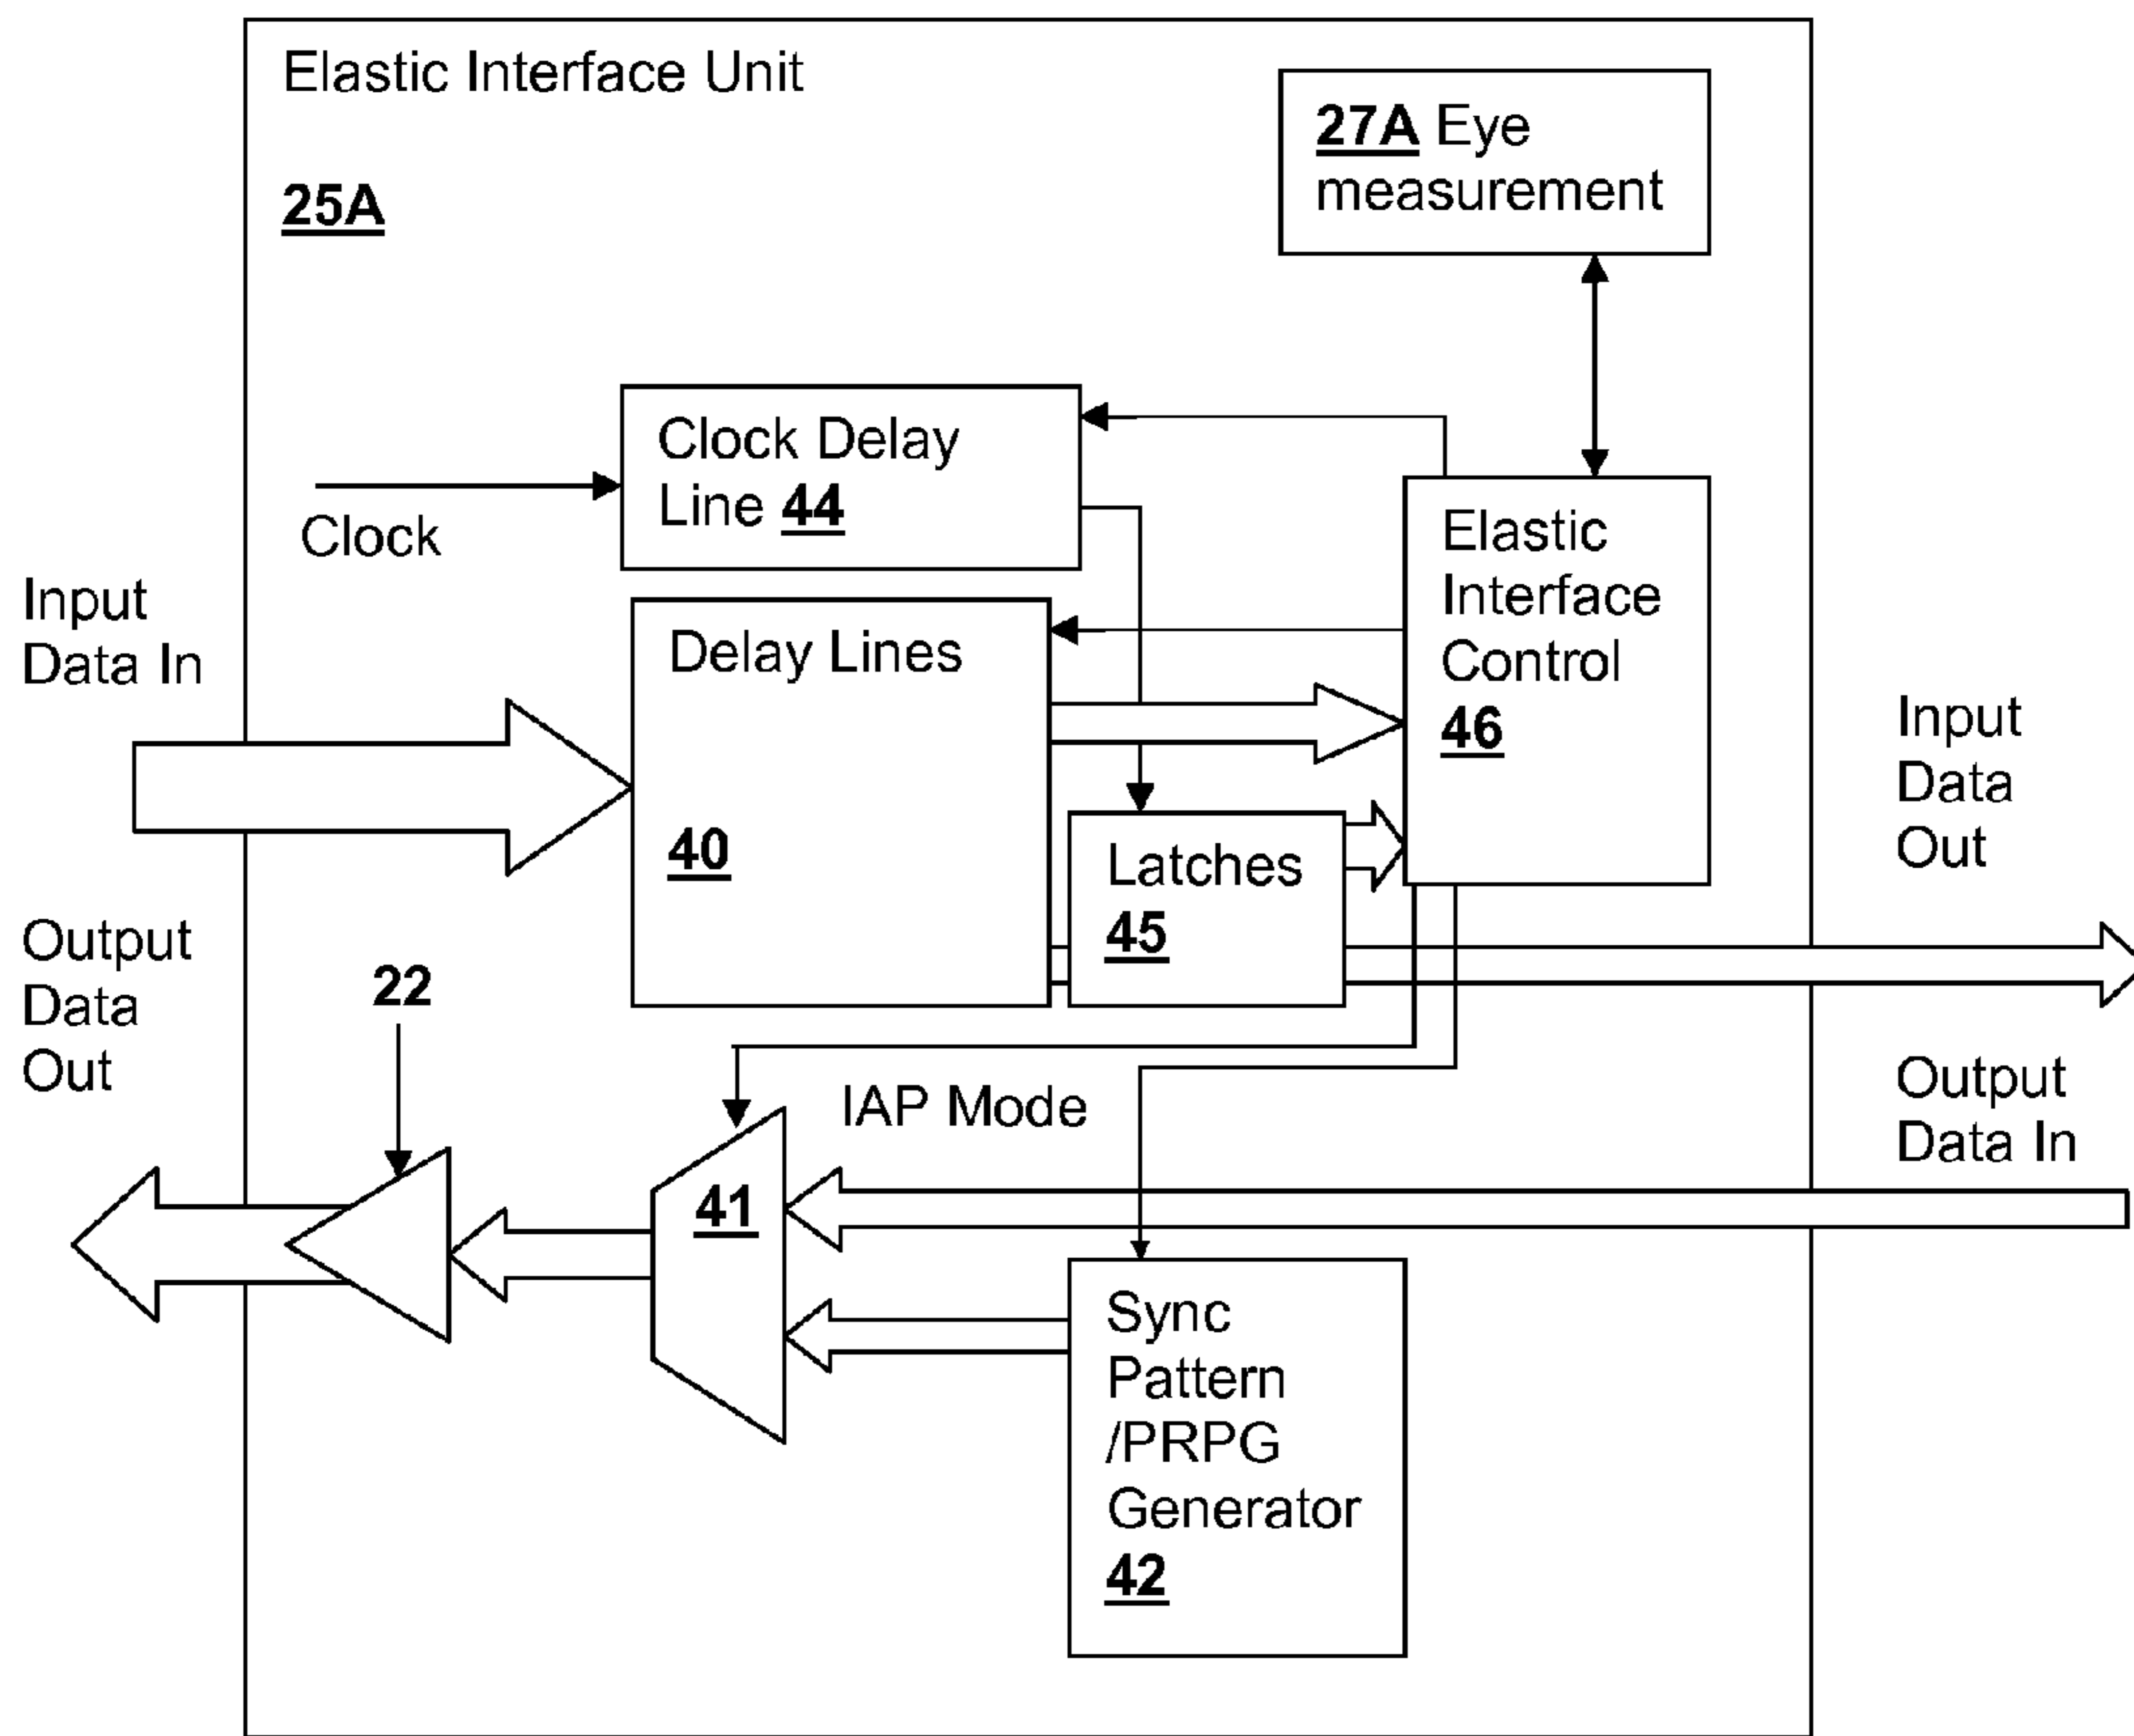 Elastic Interface Unit
25A
27A Eye
measurement
Clock Delay
Line 44
Clock
Elastic
Interface
Control
46
Input
Data In
Delay Lines
40
Latches
45
Input
Data
Out
Output
Data
Out
22
IAP Mode
41
Output
Data In
Sync
Pattern
/PRPG
Generator
42